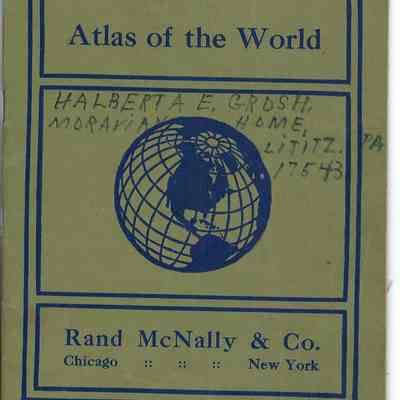 Atlas of the World
HALBERTA E. GROSH,
MORAVIAN HOME,
LITITZ, PA
17543
Rand McNally & Co.
Chicago :: :: :: New York